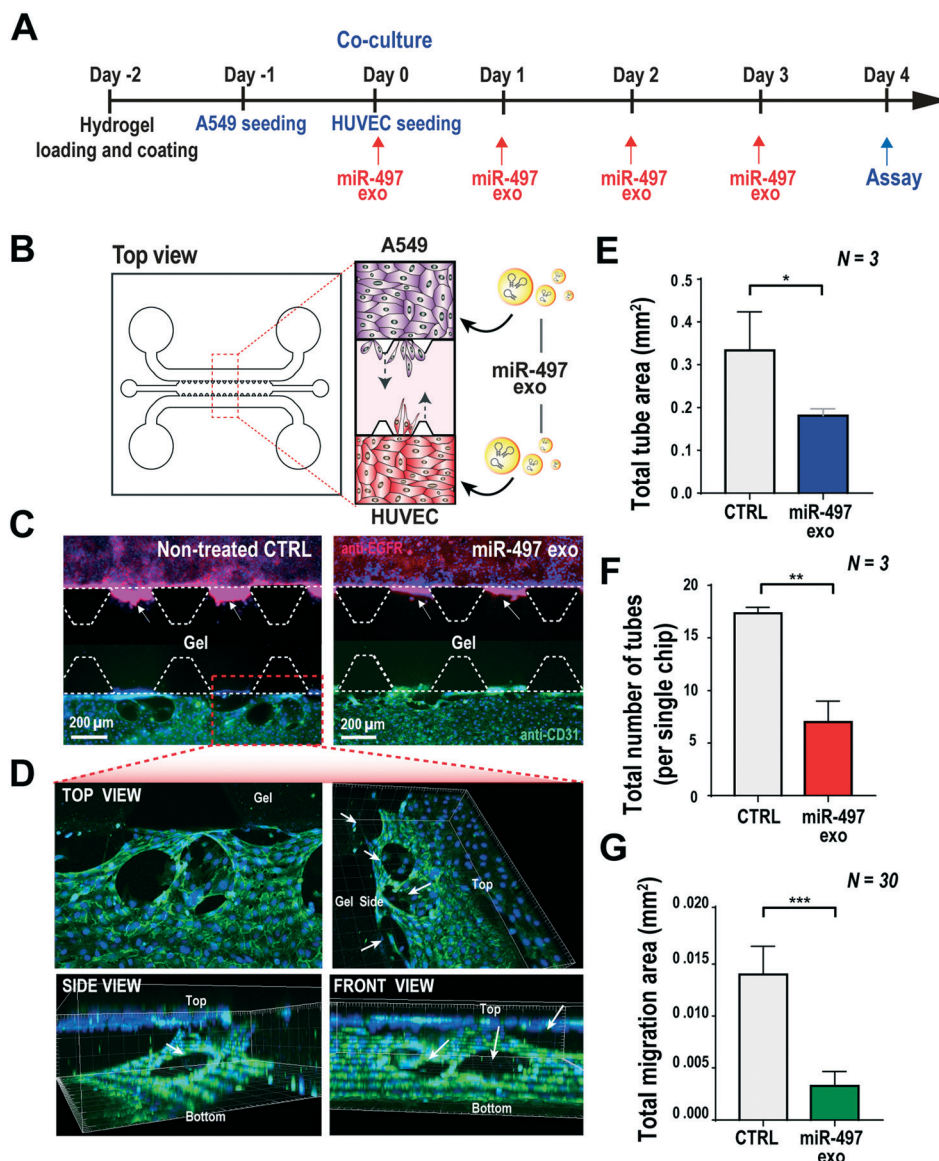 A
Co-culture
Day -2
Day -1
Day 0
Day 1
Day 2
Day 3
Day 4
Hydrogel
loading and coating
A549 seeding
HUVEC seeding
miR-497
exo
miR-497
exo
miR-497
exo
miR-497
exo
Assay
B
Top view
A549
miR-497
exo
HUVEC
C
Non-treated CTRL
anti-EGFR
miR-497 exo
Gel
200 µm
200 µm
anti-CD31
D
TOP VIEW
Gel
Gel Side
Top
SIDE VIEW
Top
Bottom
FRONT VIEW
Top
Bottom
E
N = 3
*
Total tube area (mm²)
0.5
0.4
0.3
0.2
0.1
0.0
CTRL
miR-497
exo
F
N = 3
**
Total number of tubes
(per single chip)
20
15
10
5
0
CTRL
miR-497
exo
G
N = 30
***
Total migration area (mm²)
0.020
0.015
0.010
0.005
0.000
CTRL
miR-497
exo